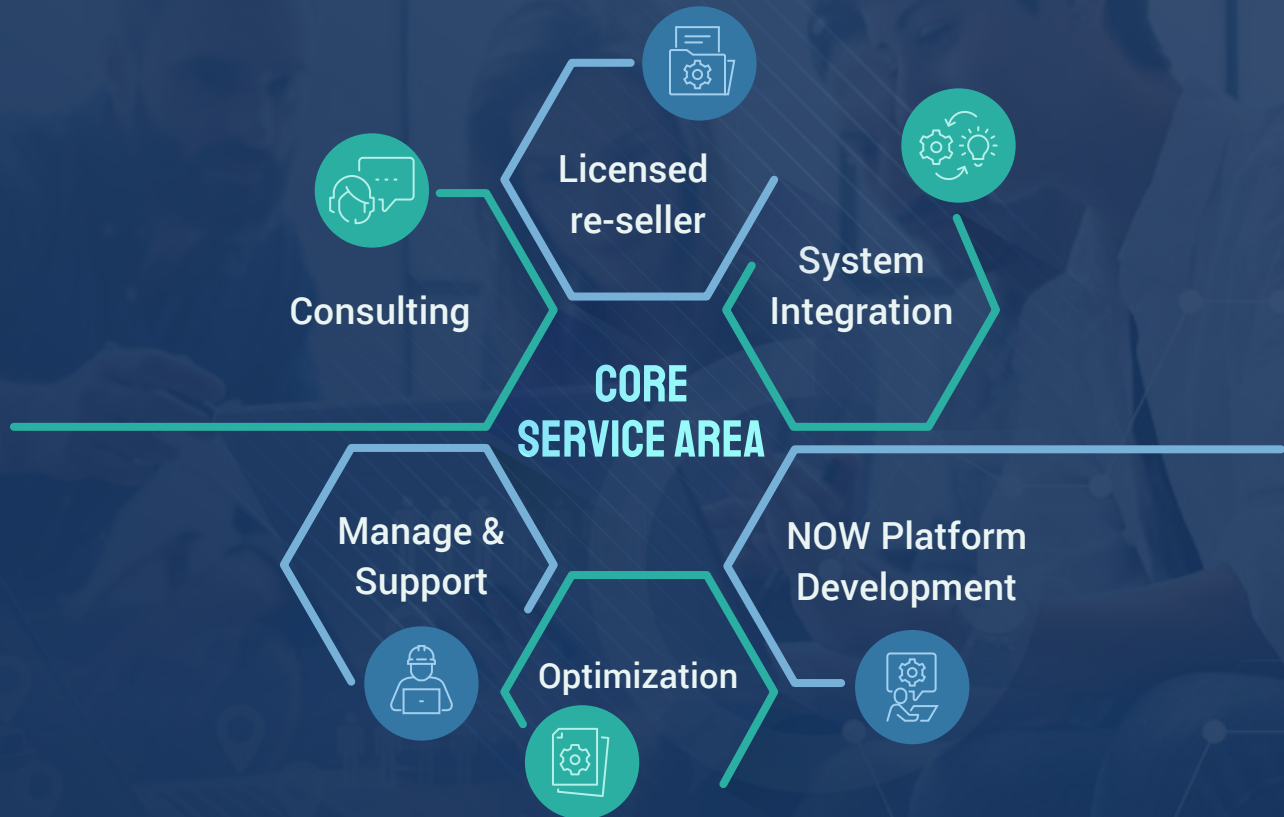 Licensed
re-seller
System
Integration
Consulting
CORE
SERVICE AREA
Manage &
Support
NOW Platform
Development
Optimization